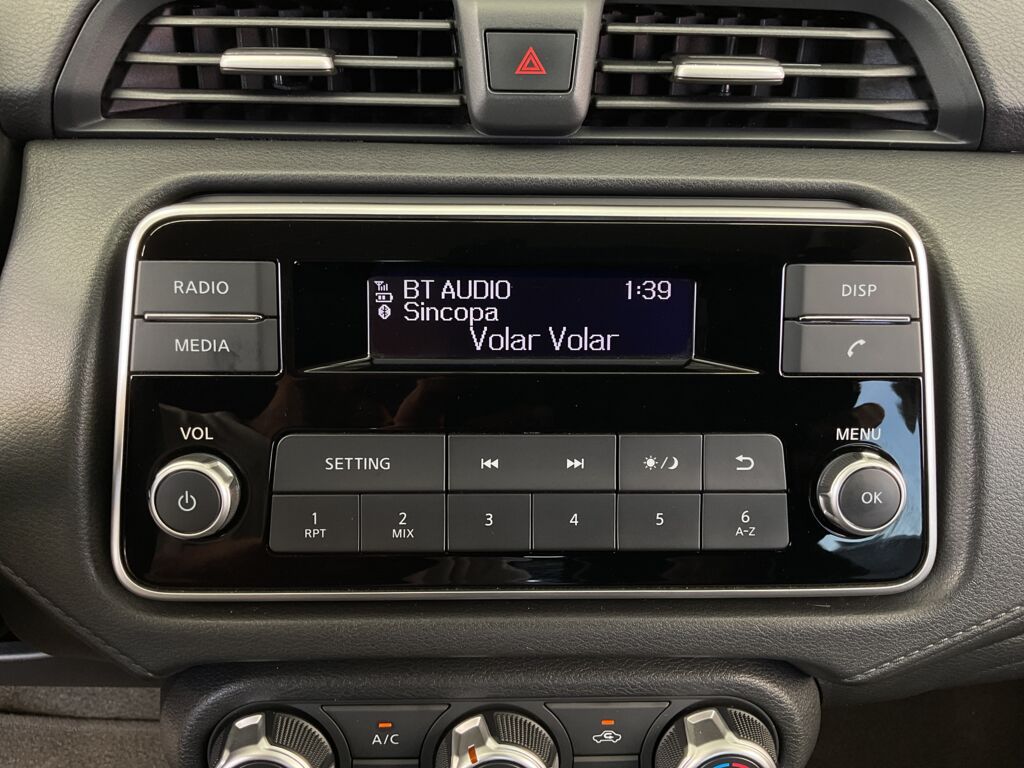 RADIO
MEDIA
BT AUDIO 1:39
Sincopa
Volar Volar
DISP
VOL
MENU
SETTING
OK
1
RPT
2
MIX
3
4
5
6
A-Z
A/C